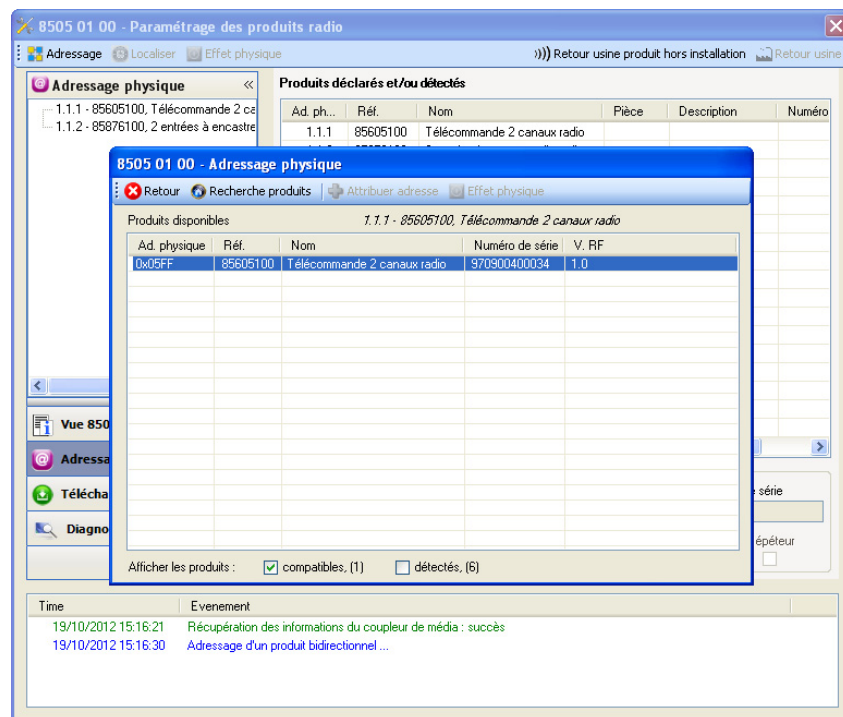 8505 01 00 - Paramétrage des produits radio
Adressage Localiser Effet physique ))) Retour usine produit hors installation Retour usine
Adressage physique « Produits déclarés et/ou détectés
1.1.1 - 85605100, Télécommande 2 ca
1.1.2 - 85876100, 2 entrées à encastre
Ad. ph... Réf. Nom Pièce Description Numéro
1.1.1 85605100 Télécommande 2 canaux radio
8505 01 00 - Adressage physique
Retour Recherche produits Attribuer adresse Effet physique
Produits disponibles 1.1.1 - 85605100, Télécommande 2 canaux radio
Ad. physique Réf. Nom Numéro de série V. RF
0x05FF 85605100 Télécommande 2 canaux radio 970900400034 1.0
Vue 850
Adressa
Télécha
Diagno
série
épéteur
Afficher les produits : compatibles, (1) détectés, (6)
Time Evenement
19/10/2012 15:16:21 Récupération des informations du coupleur de média : succès
19/10/2012 15:16:30 Adressage d'un produit bidirectionnel ...